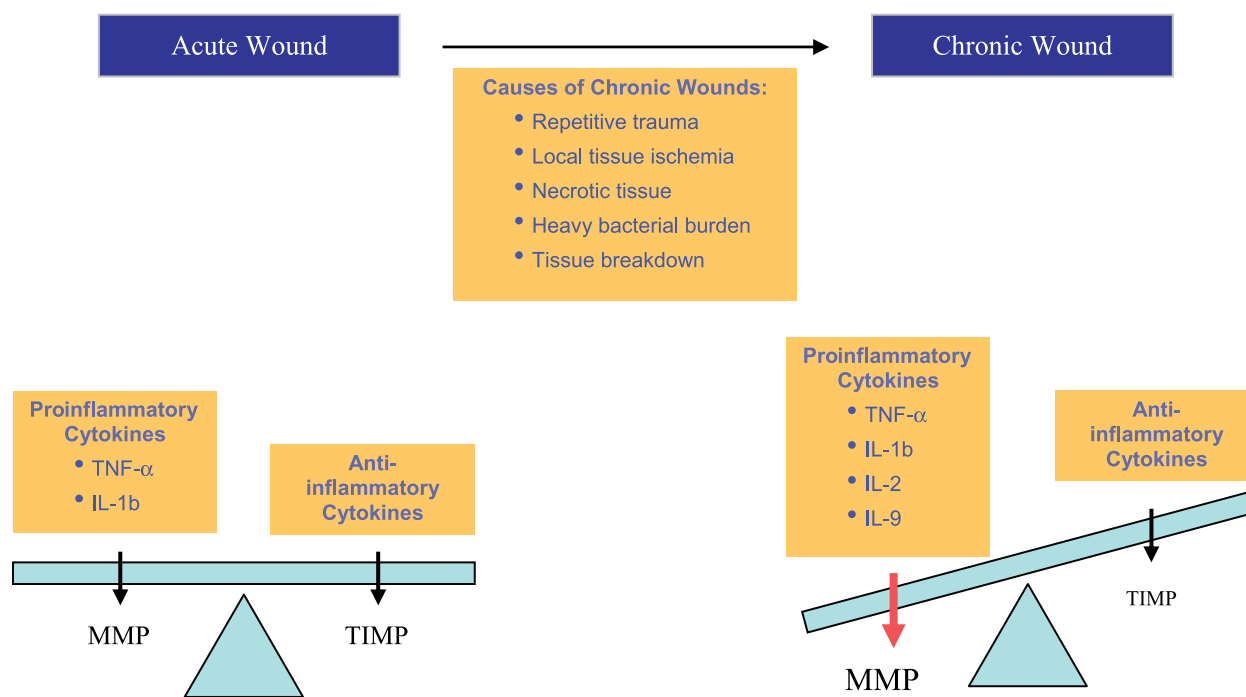 Acute Wound
Chronic Wound
Causes of Chronic Wounds:
• Repetitive trauma
• Local tissue ischemia
• Necrotic tissue
• Heavy bacterial burden
• Tissue breakdown
Proinflammatory
Cytokines
• TNF-α
• IL-1b
Anti-
inflammatory
Cytokines
MMP
TIMP
Proinflammatory
Cytokines
• TNF-α
• IL-1b
• IL-2
• IL-9
Anti-
inflammatory
Cytokines
MMP
TIMP